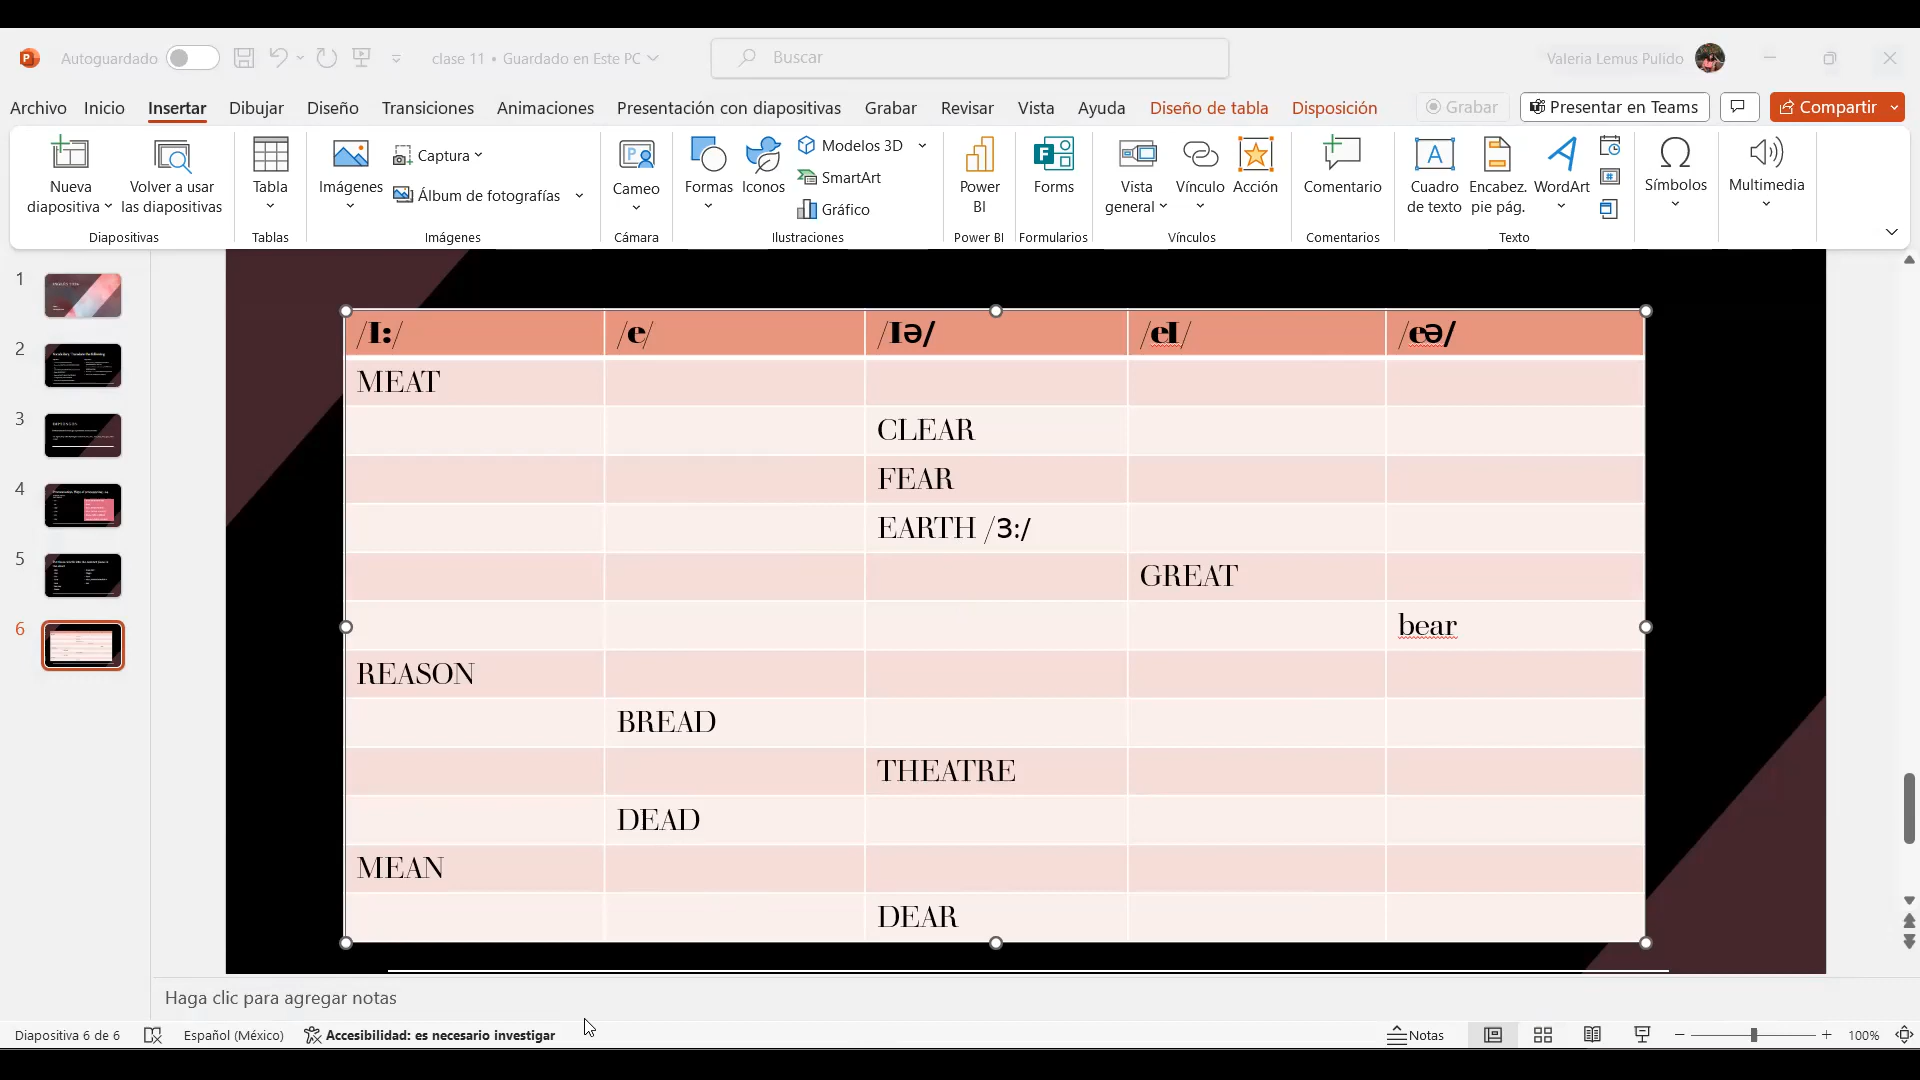 Autoguardado
clase 11 • Guardado en Este PC
Buscar
Valeria Lemus Pulido
Archivo Inicio Insertar Dibujar Diseño Transiciones Animaciones Presentación con diapositivas Grabar Revisar Vista Ayuda Diseño de tabla Disposición
Grabar
Presentar en Teams
Compartir
Nueva diapositiva
Volver a usar las diapositivas
Diapositivas
Tabla
Tablas
Imágenes
Captura
Álbum de fotografías
Imágenes
Cameo
Cámara
Formas
Iconos
Modelos 3D
SmartArt
Gráfico
Ilustraciones
Power BI
Power BI
Forms
Formularios
Vista general
Vínculo
Acción
Vínculos
Comentario
Comentarios
Cuadro de texto
Encabez. pie pág.
WordArt
Texto
Símbolos
Multimedia
1
2
3
4
5
6
/I:/ /e/ /Iə/ /eI/ /eə/
MEAT
CLEAR
FEAR
EARTH /3:/
GREAT
bear
REASON
BREAD
THEATRE
DEAD
MEAN
DEAR
Haga clic para agregar notas
Diapositiva 6 de 6
Español (México)
Accesibilidad: es necesario investigar
Notas
100%